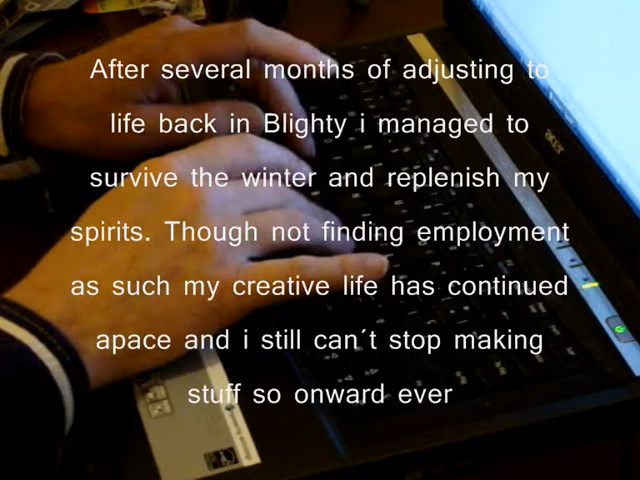 After several months of adjusting to
life back in Blighty i managed to
survive the winter and replenish my
spirits. Though not finding employment
as such my creative life has continued
apace and i still can´t stop making
stuff so onward ever